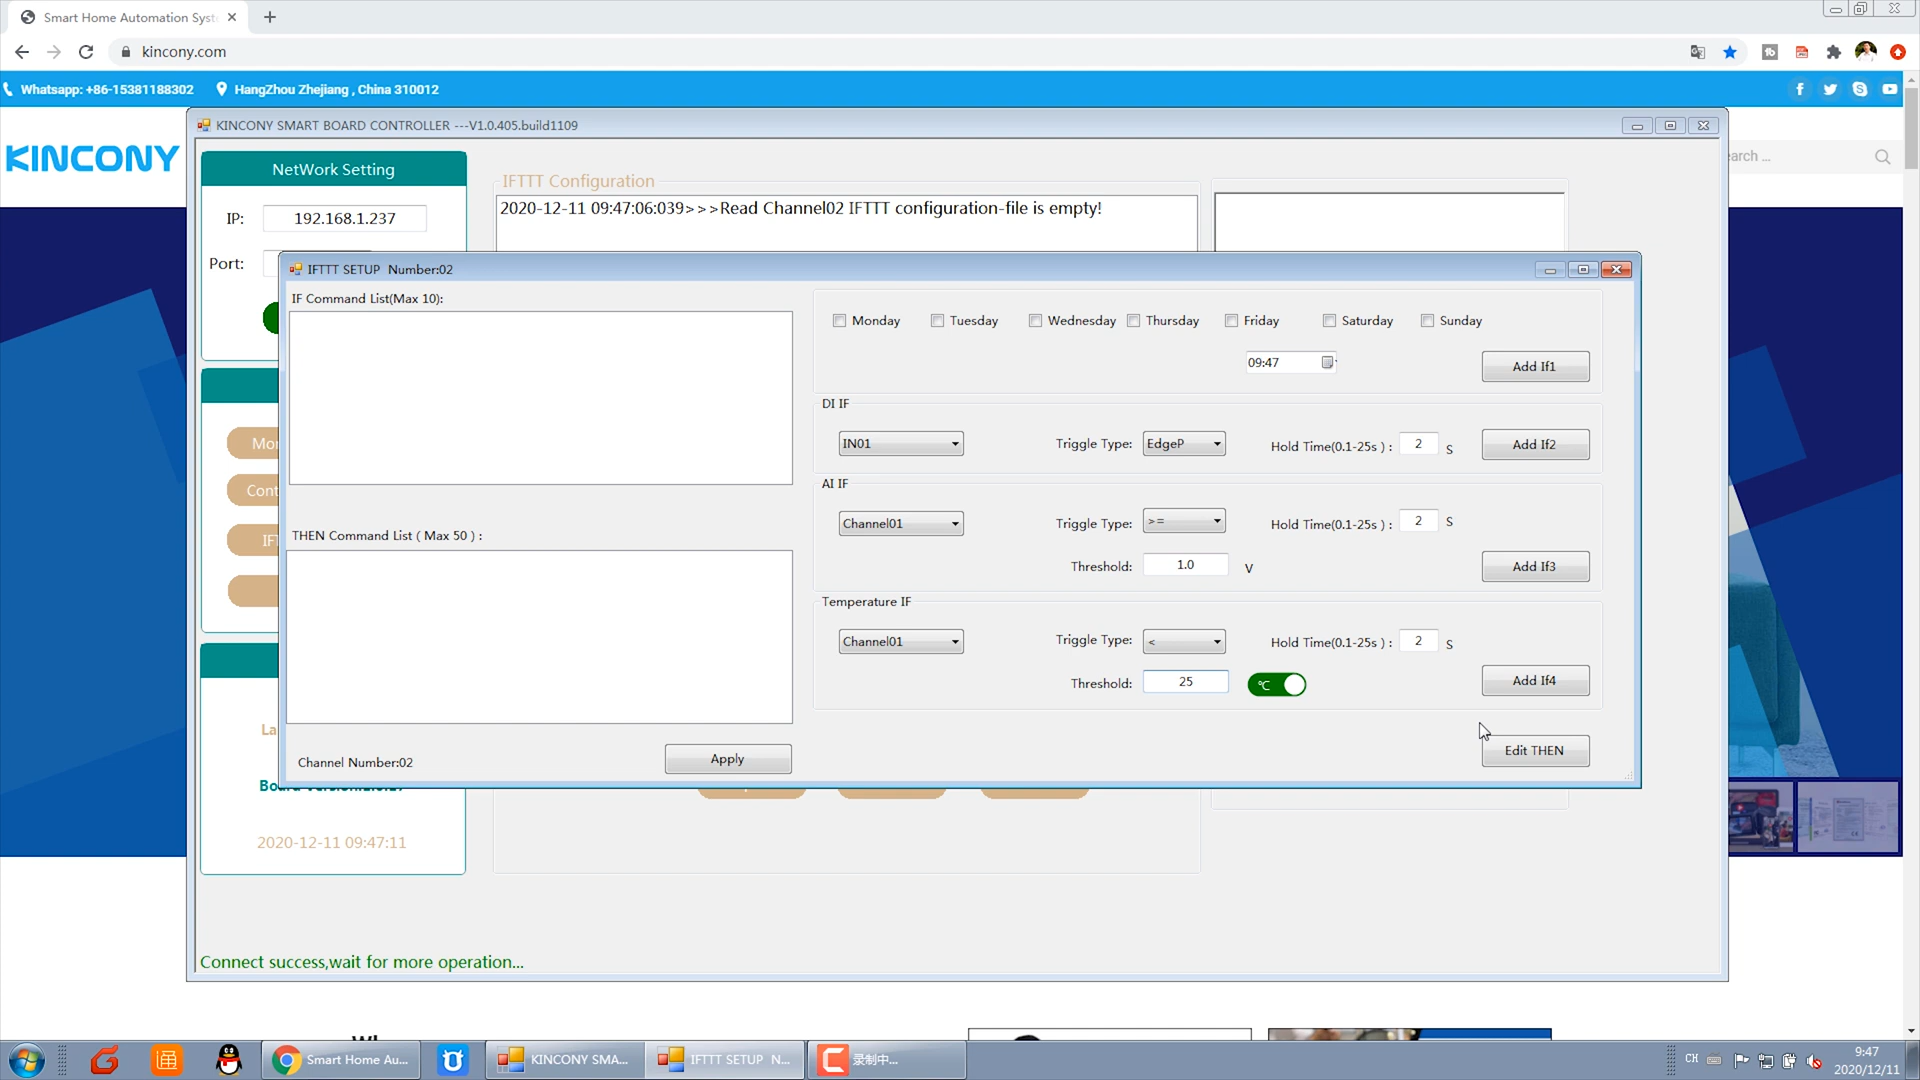 Smart Home Automation Syst
kincony.com
Whatsapp: +86-15381188302
HangZhou Zhejiang , China 310012
KINCONY
earch ...
KINCONY SMART BOARD CONTROLLER ---V1.0.405.build1109
NetWork Setting
IP:
192.168.1.237
Port:
IFTTT Configuration
2020-12-11 09:47:06:039>>>Read Channel02 IFTTT configuration-file is empty!
IFTTT SETUP Number:02
IF Command List(Max 10):
Monday
Tuesday
Wednesday
Thursday
Friday
Saturday
Sunday
09:47
Add If1
DI IF
IN01
Triggle Type:
EdgeP
Hold Time(0.1-25s) :
2
S
Add If2
AI IF
Channel01
Triggle Type:
>=
Hold Time(0.1-25s) :
2
S
Threshold:
1.0
V
Add If3
THEN Command List ( Max 50 ) :
Temperature IF
Channel01
Triggle Type:
<
Hold Time(0.1-25s) :
2
S
Threshold:
25
℃
Add If4
Channel Number:02
Apply
Edit THEN
Mor
Cont
IF
La
2020-12-11 09:47:11
Connect success,wait for more operation...
Smart Home Au...
KINCONY SMA...
IFTTT SETUP N...
录制中...
CH
9:47
2020/12/11